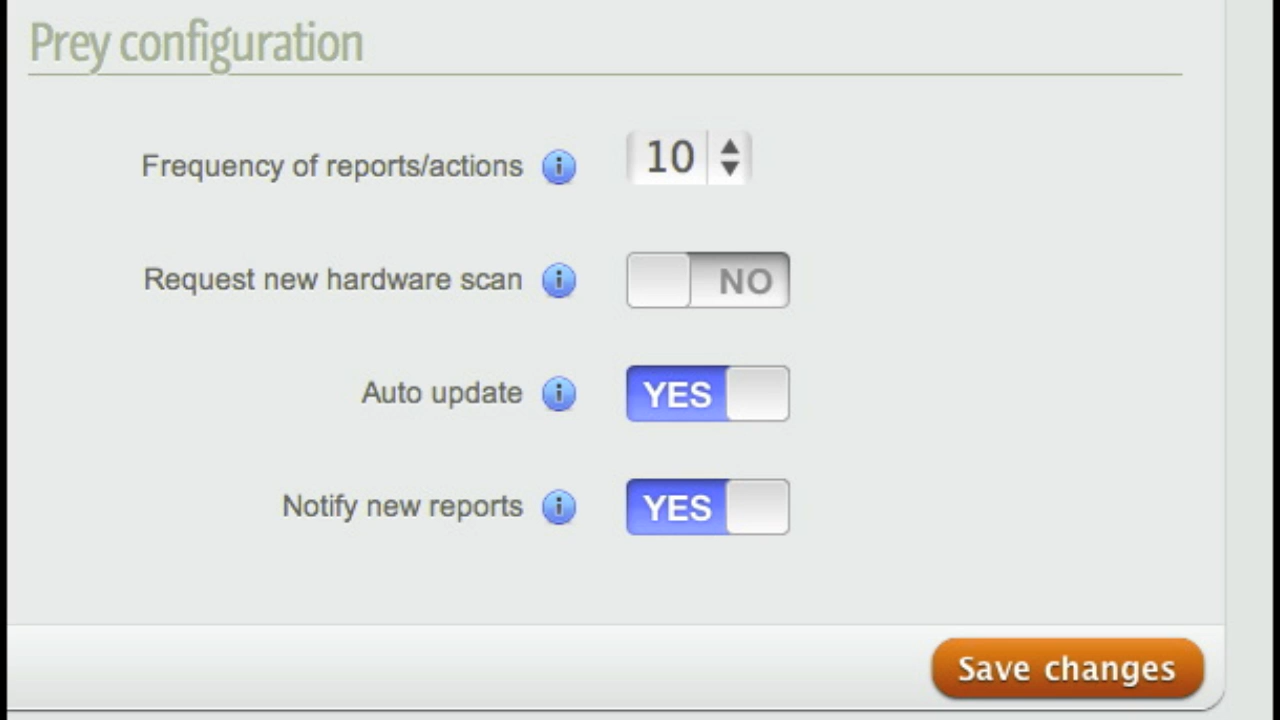 Prey configuration
Frequency of reports/actions 10
Request new hardware scan NO
Auto update YES
Notify new reports YES
Save changes